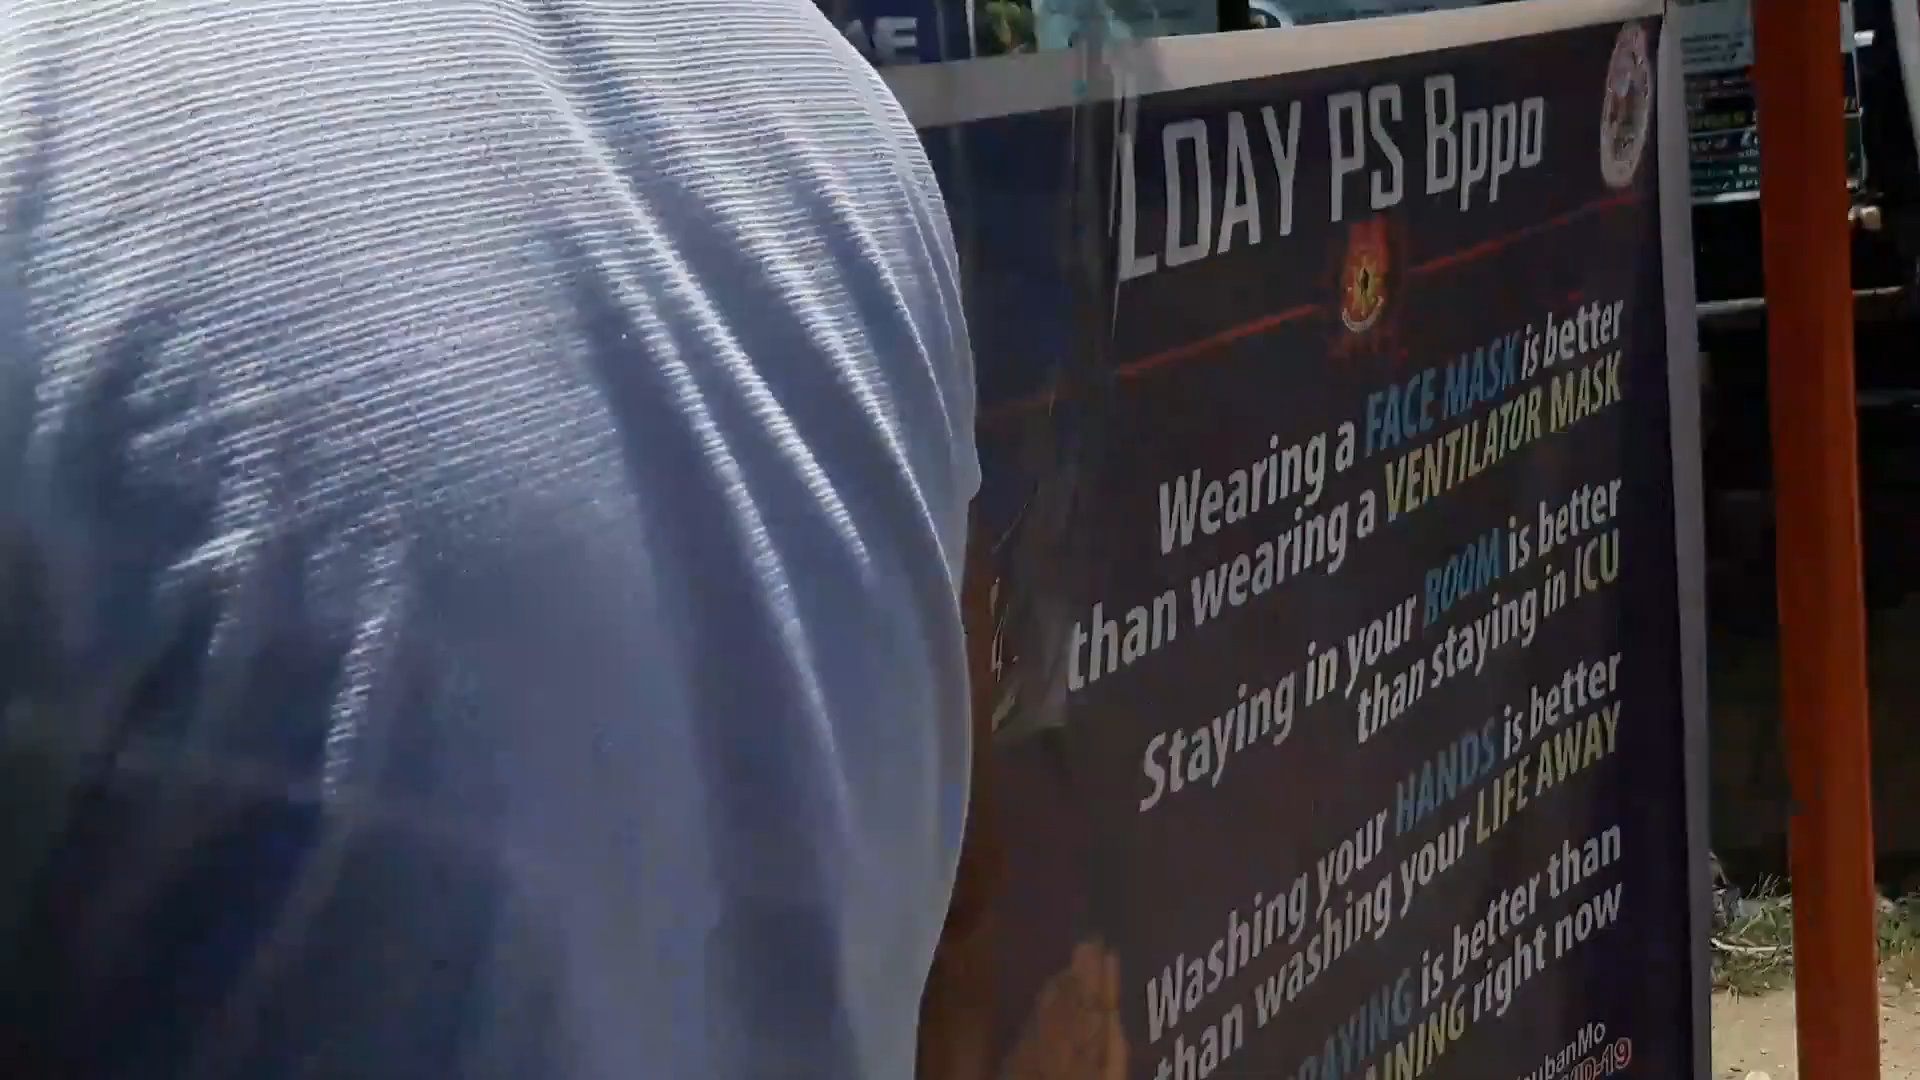 LOAY PS Bppo
Wearing a FACE MASK is better
than wearing a VENTILATOR MASK
Staying in your ROOM is better
than staying in ICU
Washing your HANDS is better
than washing your LIFE AWAY
is better than
right now